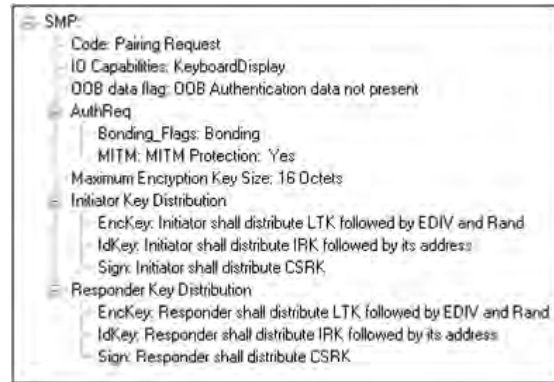 SMP:
Code: Pairing Request
IO Capabilities: KeyboardDisplay
OOB data flag: OOB Authentication data not present
AuthReq
Bonding_Flags: Bonding
MITM: MITM Protection: Yes
Maximum Encryption Key Size: 16 Octets
Initiator Key Distribution
EncKey: Initiator shall distribute LTK followed by EDIV and Rand
IdKey: Initiator shall distribute IRK followed by its address
Sign: Initiator shall distribute CSRK
Responder Key Distribution
EncKey: Responder shall distribute LTK followed by EDIV and Rand
IdKey: Responder shall distribute IRK followed by its address
Sign: Responder shall distribute CSRK